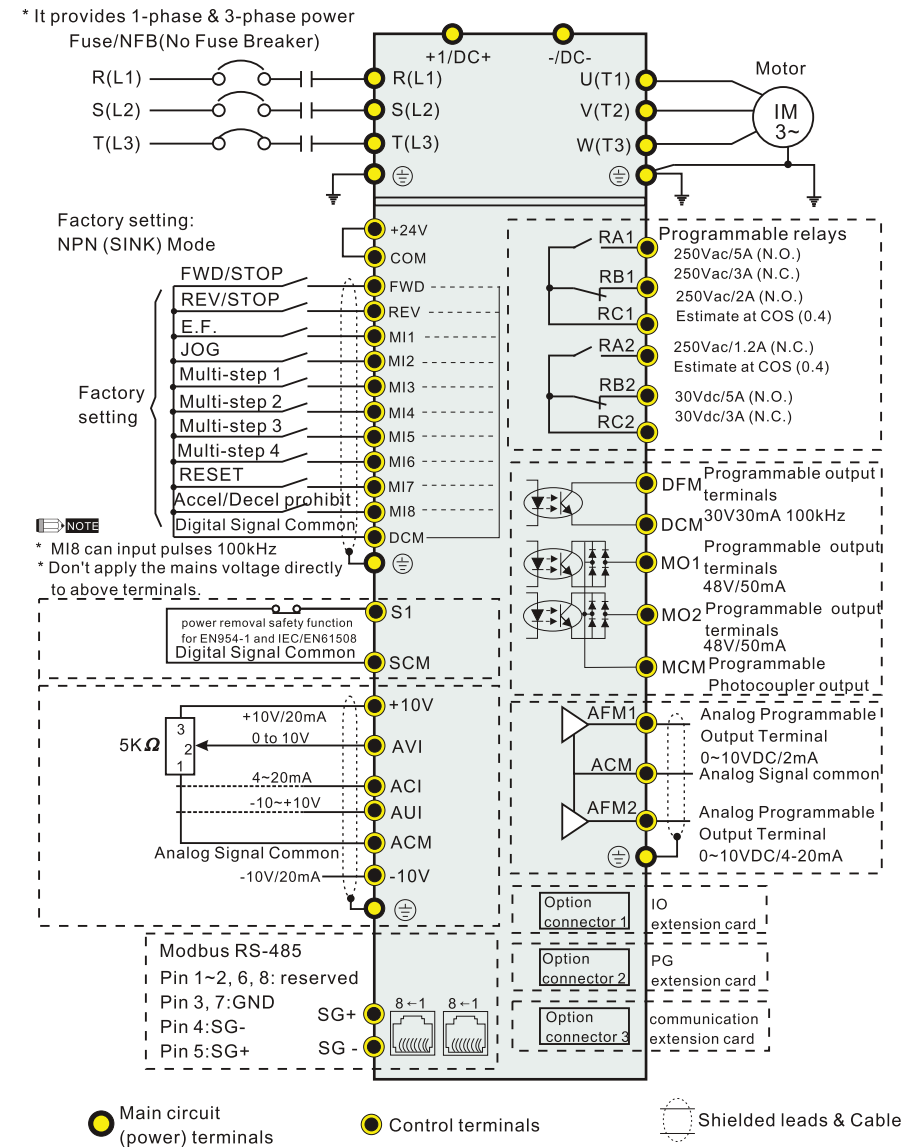 * It provides 1-phase & 3-phase power
Fuse/NFB(No Fuse Breaker)
R(L1)
S(L2)
T(L3)
+1/DC+
-/DC-
R(L1)
S(L2)
T(L3)
U(T1)
V(T2)
W(T3)
Motor
IM
3~
Factory setting:
NPN (SINK) Mode
+24V
COM
FWD/STOP
FWD
REV/STOP
REV
E.F.
MI1
JOG
MI2
Multi-step 1
MI3
Multi-step 2
MI4
Multi-step 3
MI5
Multi-step 4
MI6
RESET
MI7
Accel/Decel prohibit
MI8
Digital Signal Common
DCM
Factory
setting
NOTE
* MI8 can input pulses 100kHz
* Don't apply the mains voltage directly
to above terminals.
Programmable relays
RA1
250Vac/5A (N.O.)
250Vac/3A (N.C.)
RB1
250Vac/2A (N.O.)
RC1
Estimate at COS (0.4)
RA2
250Vac/1.2A (N.C.)
Estimate at COS (0.4)
RB2
30Vdc/5A (N.O.)
30Vdc/3A (N.C.)
RC2
DFM
Programmable output
terminals
30V30mA 100kHz
DCM
MO1
Programmable output
terminals
48V/50mA
MO2
Programmable output
terminals
48V/50mA
MCM
Programmable
Photocoupler output
S1
power removal safety function
for EN954-1 and IEC/EN61508
Digital Signal Common
SCM
+10V
+10V/20mA
5KΩ
3
2
1
0 to 10V
AVI
4~20mA
ACI
-10~+10V
AUI
ACM
Analog Signal Common
-10V/20mA
-10V
AFM1
Analog Programmable
Output Terminal
0~10VDC/2mA
ACM
Analog Signal common
AFM2
Analog Programmable
Output Terminal
0~10VDC/4-20mA
Option
connector 1
IO
extension card
Option
connector 2
PG
extension card
Option
connector 3
communication
extension card
Modbus RS-485
Pin 1~2, 6, 8: reserved
Pin 3, 7:GND
Pin 4:SG-
Pin 5:SG+
SG+
SG -
8←1
8←1
Main circuit
(power) terminals
Control terminals
Shielded leads & Cable